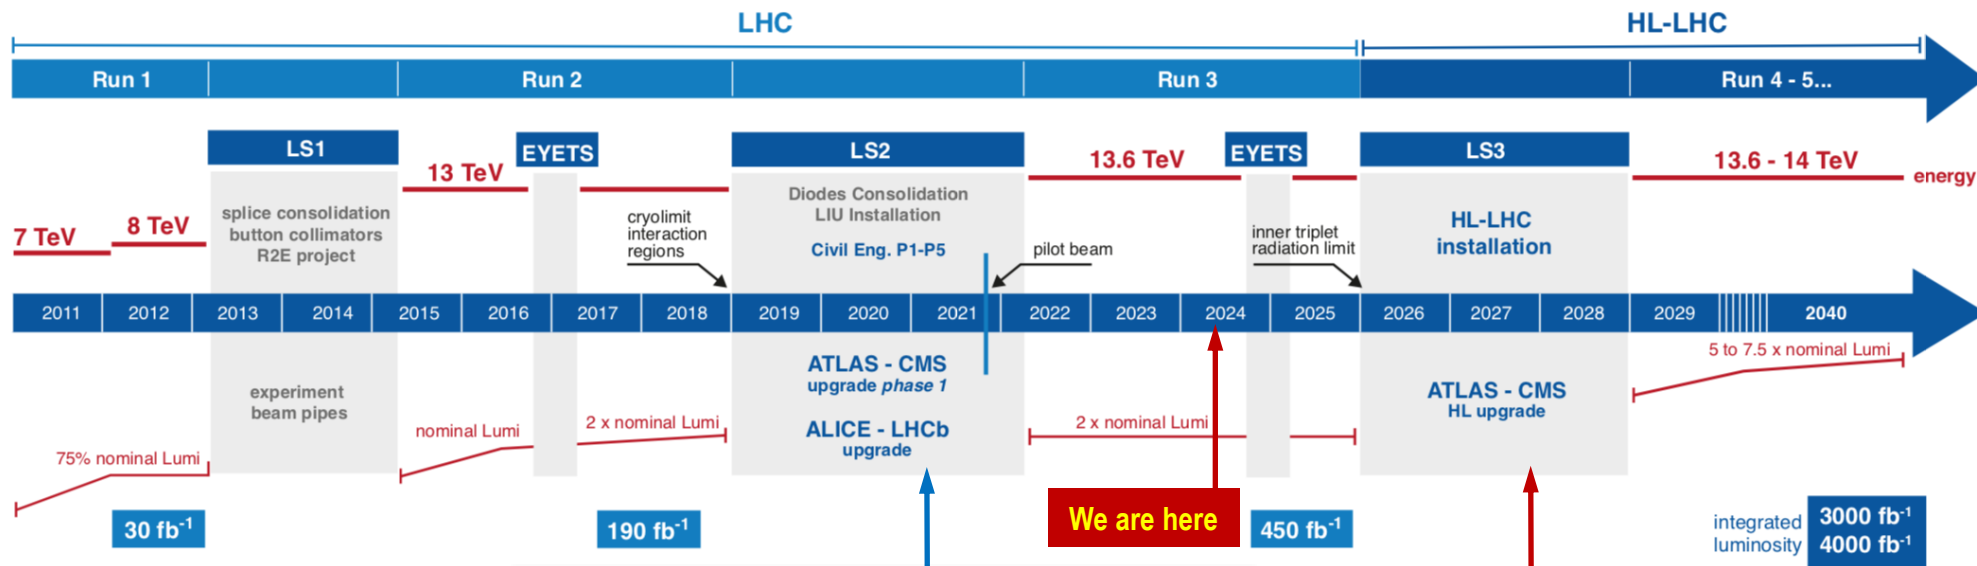 LHC
HL-LHC
Run 1
Run 2
Run 3
Run 4 - 5...
LS1
EYETS
LS2
EYETS
LS3
7 TeV
8 TeV
13 TeV
13.6 TeV
13.6 - 14 TeV
energy
splice consolidation
button collimators
R2E project
cryolimit
interaction
regions
Diodes Consolidation
LIU Installation
Civil Eng. P1-P5
pilot beam
inner triplet
radiation limit
HL-LHC
installation
2011
2012
2013
2014
2015
2016
2017
2018
2019
2020
2021
2022
2023
2024
2025
2026
2027
2028
2029
2040
experiment
beam pipes
ATLAS - CMS
upgrade phase 1
ALICE - LHCb
upgrade
ATLAS - CMS
HL upgrade
75% nominal Lumi
nominal Lumi
2 x nominal Lumi
2 x nominal Lumi
5 to 7.5 x nominal Lumi
30 fb⁻¹
190 fb⁻¹
We are here
450 fb⁻¹
integrated
luminosity
3000 fb⁻¹
4000 fb⁻¹